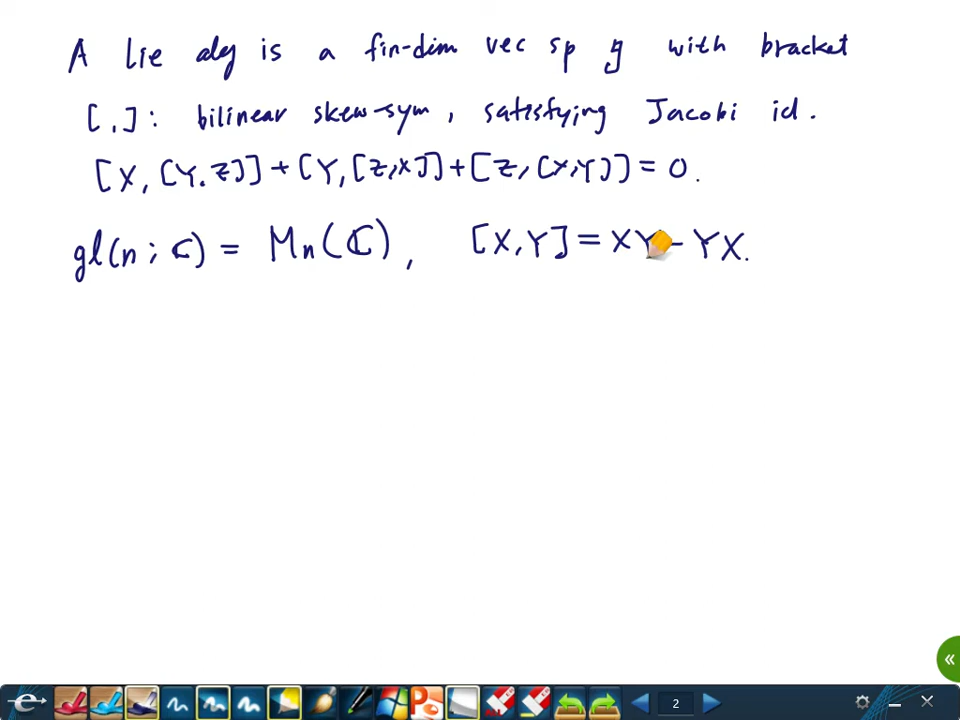 A Lie alg is a fin-dim vec sp g with bracket
[ , ] : bilinear skew-sym, satisfying Jacobi id.
[X, [Y, Z]] + [Y, [Z, X]] + [Z, [X, Y]] = 0.
gl(n ; ℂ) = Mn(ℂ), [X, Y] = XY - YX.
2